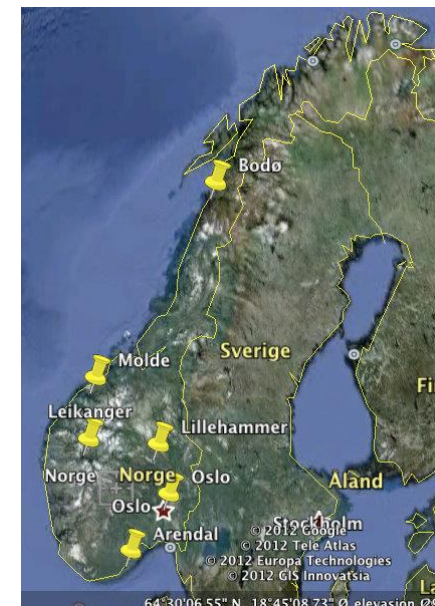 Bodø
Molde
Sverige
Fi
Leikanger
Lillehammer
Norge
Norge
Oslo
Oslo
Åland
Stockholm
Arendal
© 2012 Google
© 2012 Tele Atlas
© 2012 Europa Technologies
© 2012 GIS Innovatsia
La
64°30'06.55" N 18°45'08.73" Ø elevasjon